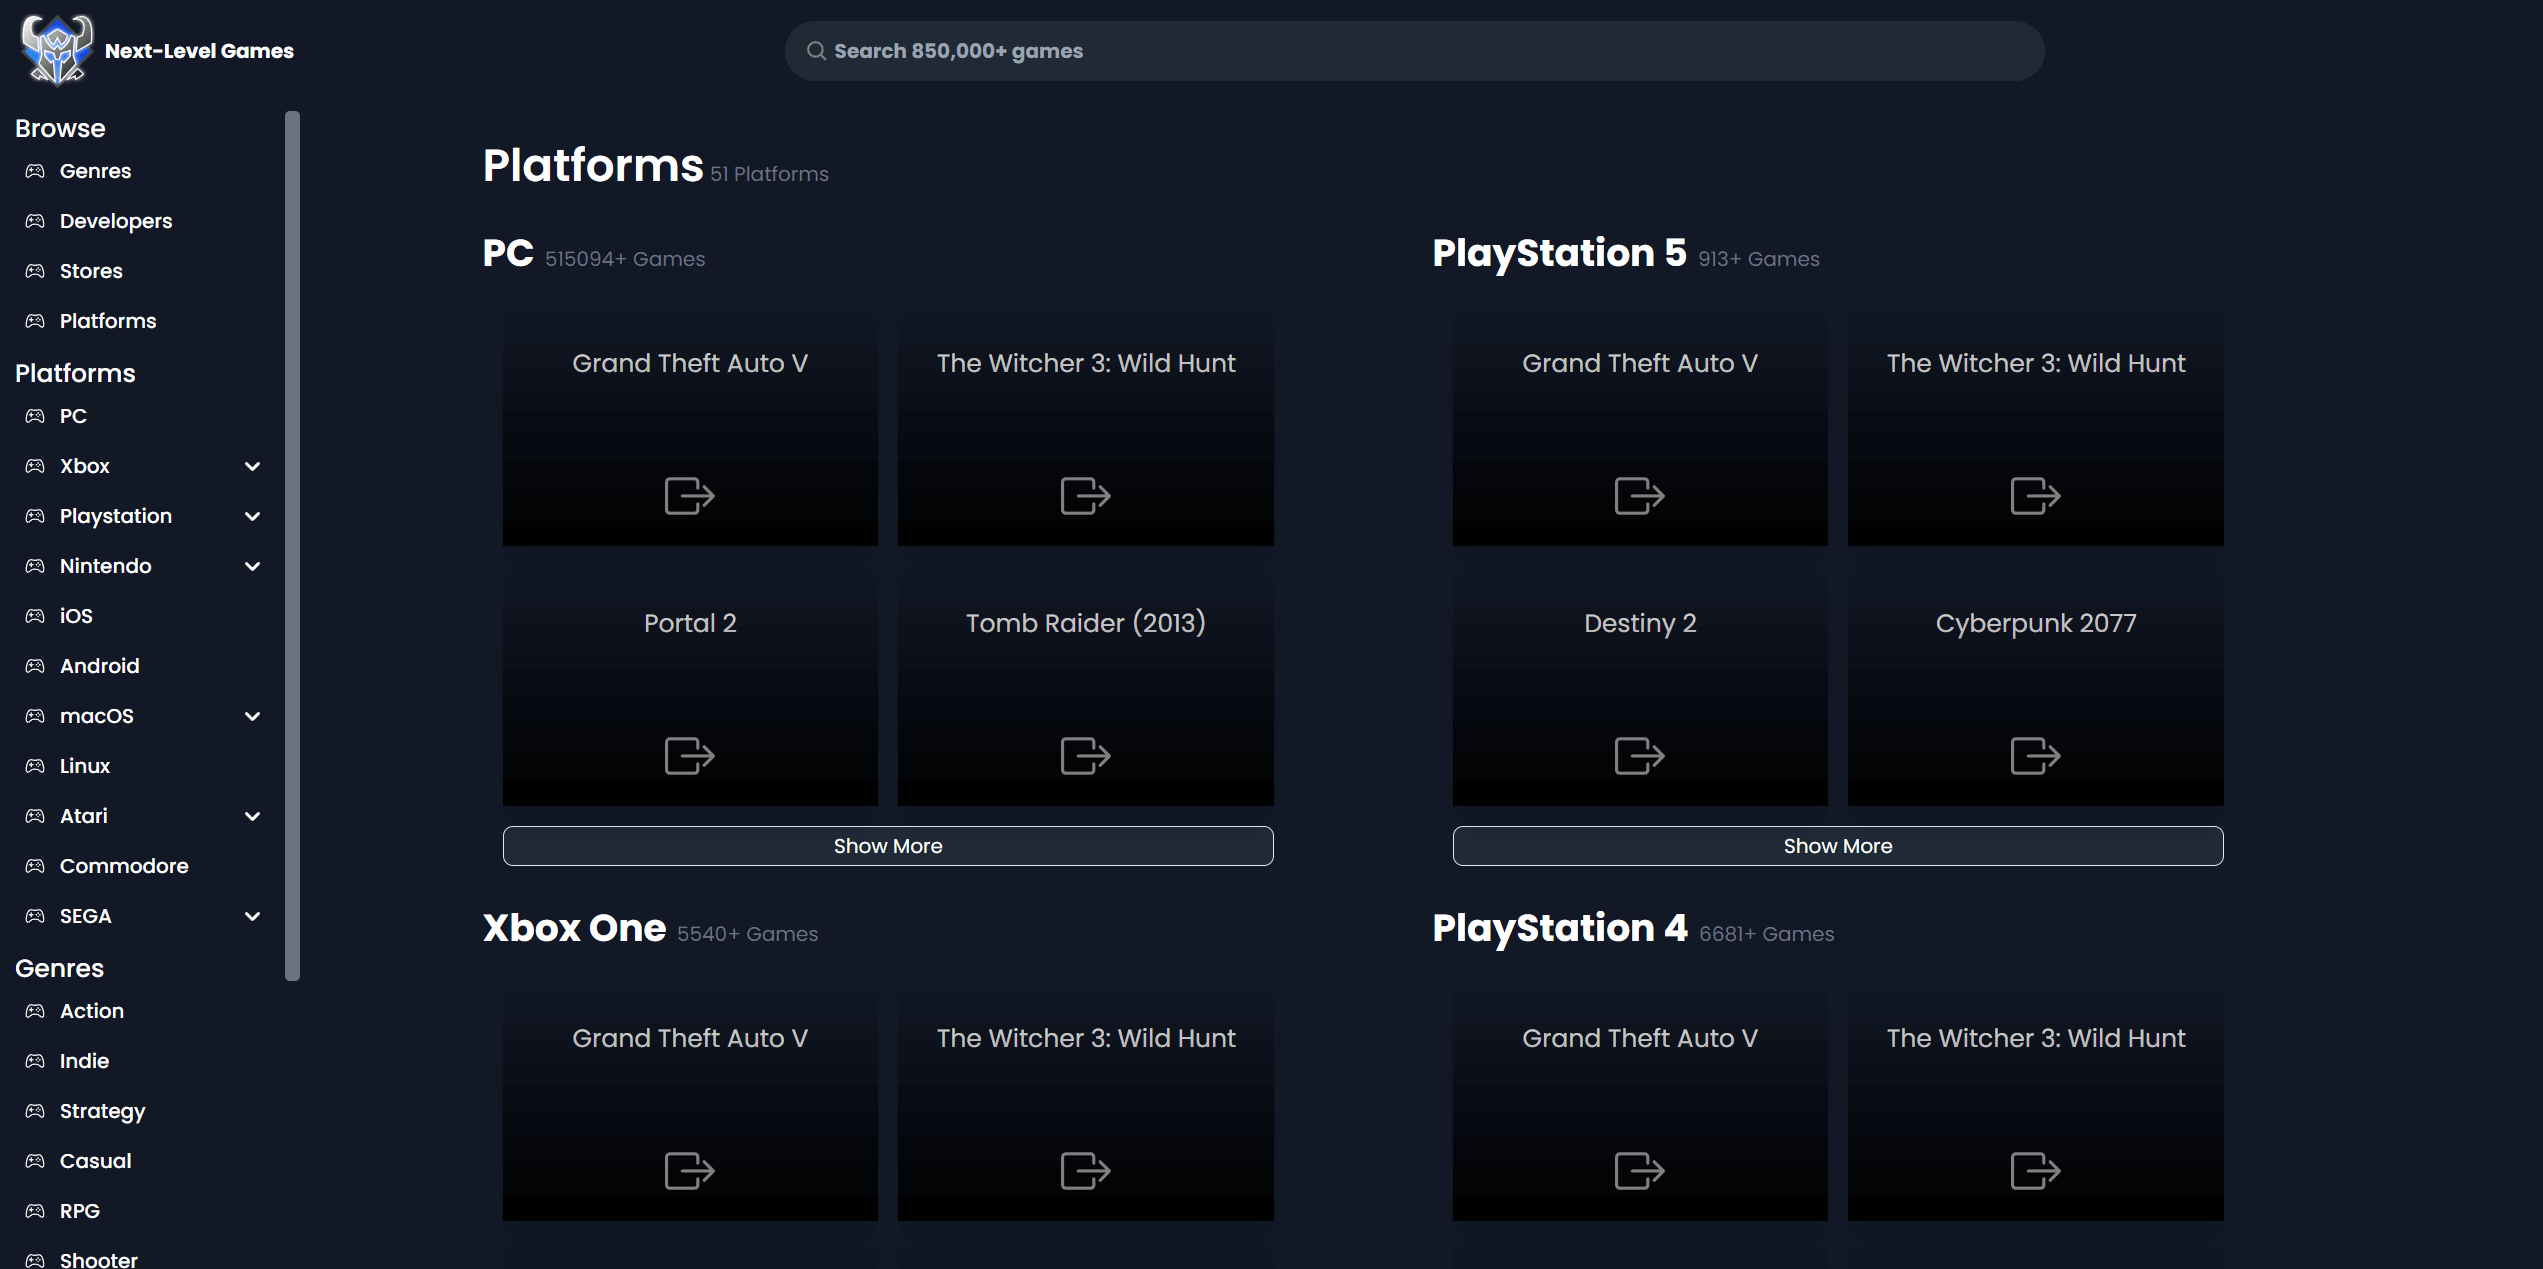 Next-Level Games
Search 850,000+ games
Browse
Genres
Developers
Stores
Platforms
Platforms
PC
Xbox
Playstation
Nintendo
iOS
Android
macOS
Linux
Atari
Commodore
SEGA
Genres
Action
Indie
Strategy
Casual
RPG
Shooter
Platforms 51 Platforms
PC 515094+ Games
Grand Theft Auto V
The Witcher 3: Wild Hunt
Portal 2
Tomb Raider (2013)
Show More
PlayStation 5 913+ Games
Grand Theft Auto V
The Witcher 3: Wild Hunt
Destiny 2
Cyberpunk 2077
Show More
Xbox One 5540+ Games
Grand Theft Auto V
The Witcher 3: Wild Hunt
PlayStation 4 6681+ Games
Grand Theft Auto V
The Witcher 3: Wild Hunt